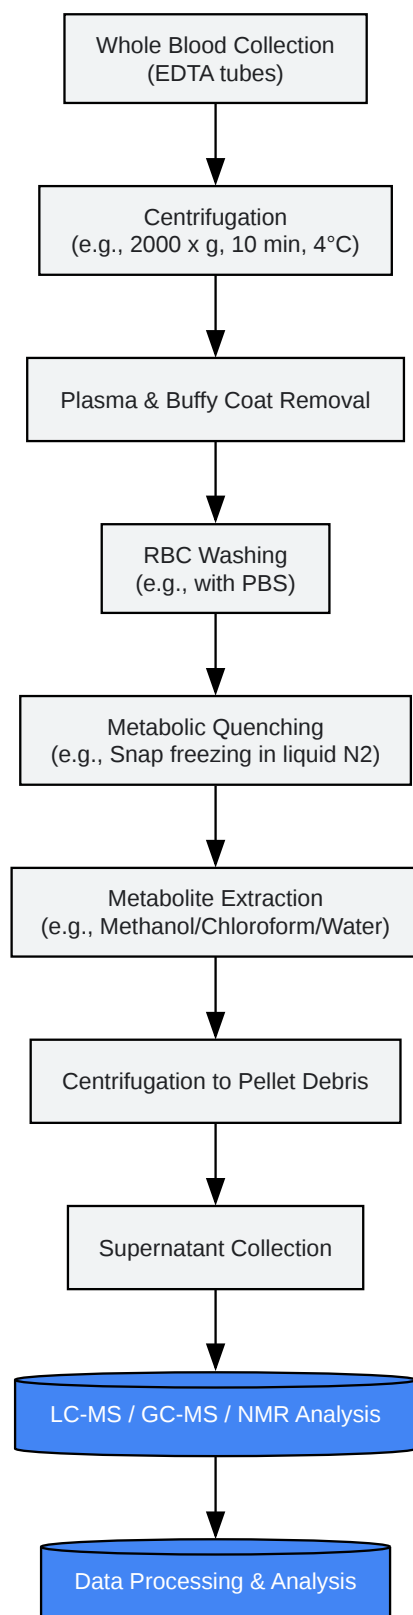 Whole Blood Collection
(EDTA tubes)
Centrifugation
(e.g., 2000 x g, 10 min, 4°C)
Plasma & Buffy Coat Removal
RBC Washing
(e.g., with PBS)
Metabolic Quenching
(e.g., Snap freezing in liquid N2)
Metabolite Extraction
(e.g., Methanol/Chloroform/Water)
Centrifugation to Pellet Debris
Supernatant Collection
LC-MS / GC-MS / NMR Analysis
Data Processing & Analysis